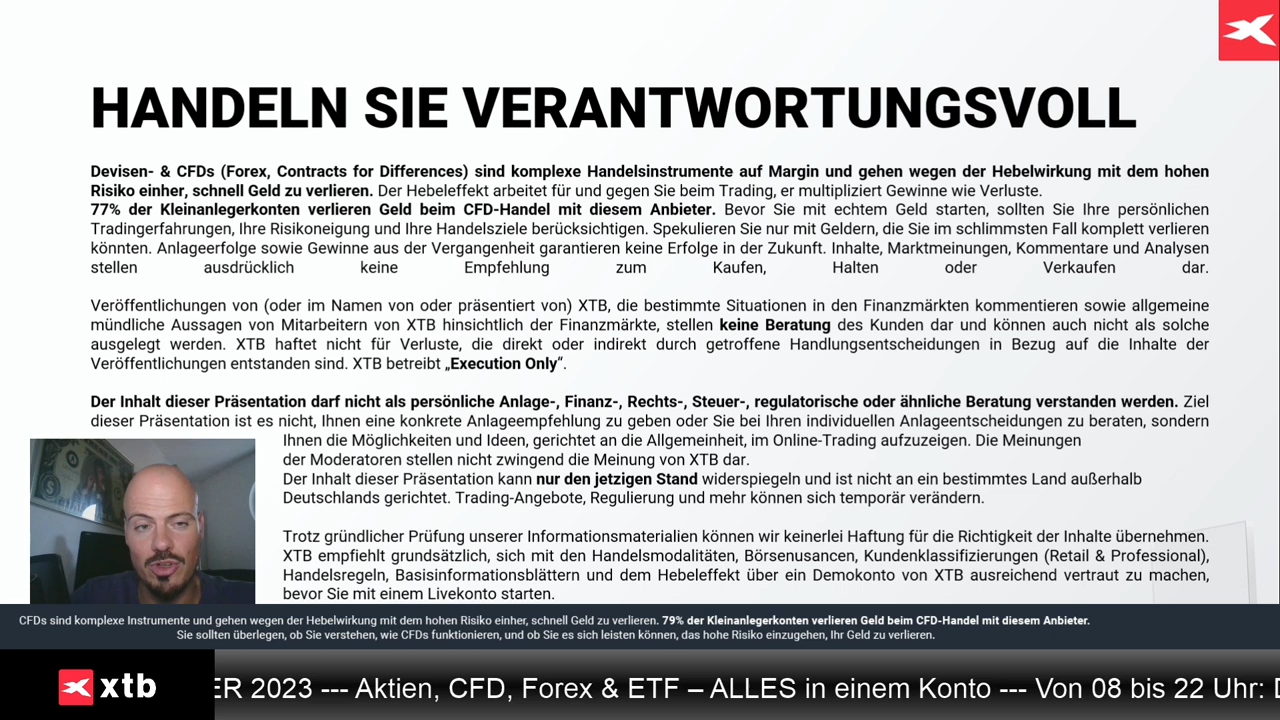 HANDELN SIE VERANTWORTUNGSVOLL
Devisen- & CFDs (Forex, Contracts for Differences) sind komplexe Handelsinstrumente auf Margin und gehen wegen der Hebelwirkung mit dem hohen
Risiko einher, schnell Geld zu verlieren. Der Hebeleffekt arbeitet für und gegen Sie beim Trading, er multipliziert Gewinne wie Verluste.
77% der Kleinanlegerkonten verlieren Geld beim CFD-Handel mit diesem Anbieter. Bevor Sie mit echtem Geld starten, sollten Sie Ihre persönlichen
Tradingerfahrungen, Ihre Risikoneigung und Ihre Handelsziele berücksichtigen. Spekulieren Sie nur mit Geldern, die Sie im schlimmsten Fall komplett verlieren
könnten. Anlageerfolge sowie Gewinne aus der Vergangenheit garantieren keine Erfolge in der Zukunft. Inhalte, Marktmeinungen, Kommentare und Analysen
stellen ausdrücklich keine Empfehlung zum Kaufen, Halten oder Verkaufen dar.
Veröffentlichungen von (oder im Namen von oder präsentiert von) XTB, die bestimmte Situationen in den Finanzmärkten kommentieren sowie allgemeine
mündliche Aussagen von Mitarbeitern von XTB hinsichtlich der Finanzmärkte, stellen keine Beratung des Kunden dar und können auch nicht als solche
ausgelegt werden. XTB haftet nicht für Verluste, die direkt oder indirekt durch getroffene Handlungsentscheidungen in Bezug auf die Inhalte der
Veröffentlichungen entstanden sind. XTB betreibt „Execution Only“.
Der Inhalt dieser Präsentation darf nicht als persönliche Anlage-, Finanz-, Rechts-, Steuer-, regulatorische oder ähnliche Beratung verstanden werden. Ziel
dieser Präsentation ist es nicht, Ihnen eine konkrete Anlageempfehlung zu geben oder Sie bei Ihren individuellen Anlageentscheidungen zu beraten, sondern
Ihnen die Möglichkeiten und Ideen, gerichtet an die Allgemeinheit, im Online-Trading aufzuzeigen. Die Meinungen
der Moderatoren stellen nicht zwingend die Meinung von XTB dar.
Der Inhalt dieser Präsentation kann nur den jetzigen Stand widerspiegeln und ist nicht an ein bestimmtes Land außerhalb
Deutschlands gerichtet. Trading-Angebote, Regulierung und mehr können sich temporär verändern.
Trotz gründlicher Prüfung unserer Informationsmaterialien können wir keinerlei Haftung für die Richtigkeit der Inhalte übernehmen.
XTB empfiehlt grundsätzlich, sich mit den Handelsmodalitäten, Börsenusancen, Kundenklassifizierungen (Retail & Professional),
Handelsregeln, Basisinformationsblättern und dem Hebeleffekt über ein Demokonto von XTB ausreichend vertraut zu machen,
bevor Sie mit einem Livekonto starten.
CFDs sind komplexe Instrumente und gehen wegen der Hebelwirkung mit dem hohen Risiko einher, schnell Geld zu verlieren. 79% der Kleinanlegerkonten verlieren Geld beim CFD-Handel mit diesem Anbieter.
Sie sollten überlegen, ob Sie verstehen, wie CFDs funktionieren, und ob Sie es sich leisten können, das hohe Risiko einzugehen, Ihr Geld zu verlieren.
xtb ER 2023 --- Aktien, CFD, Forex & ETF – ALLES in einem Konto --- Von 08 bis 22 Uhr: